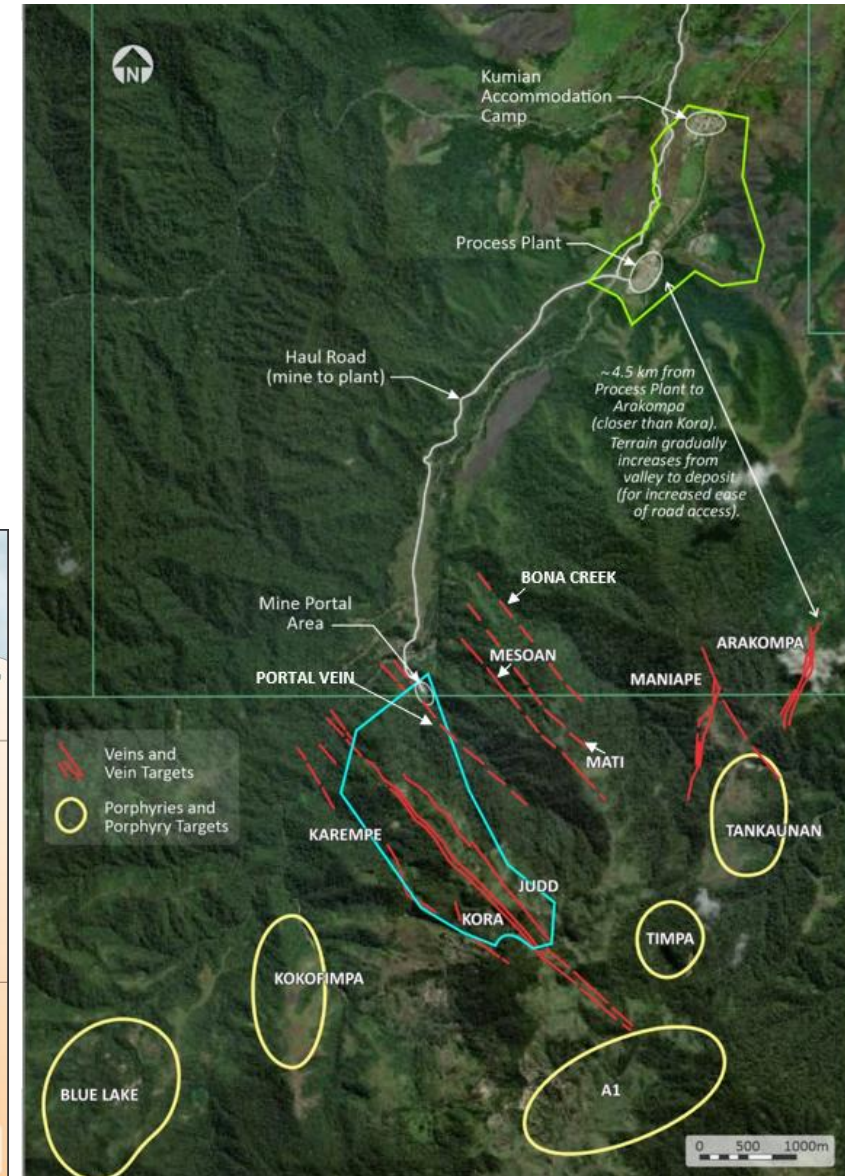 N
Kumian
Accommodation
Camp
Process Plant
Haul Road
(mine to plant)
~4.5 km from
Process Plant to
Arakompa
(closer than Kora).
Terrain gradually
increases from
valley to deposit
(for increased ease
of road access).
BONA CREEK
Mine Portal
Area
MESOAN
ARAKOMPA
PORTAL VEIN
MANIAPE
Veins and
Vein Targets
MATI
Porphyries and
Porphyry Targets
KAREMPE
TANKAUNAN
JUDD
KORA
TIMPA
KOKOFIMPA
BLUE LAKE
A1
0 500 1000m